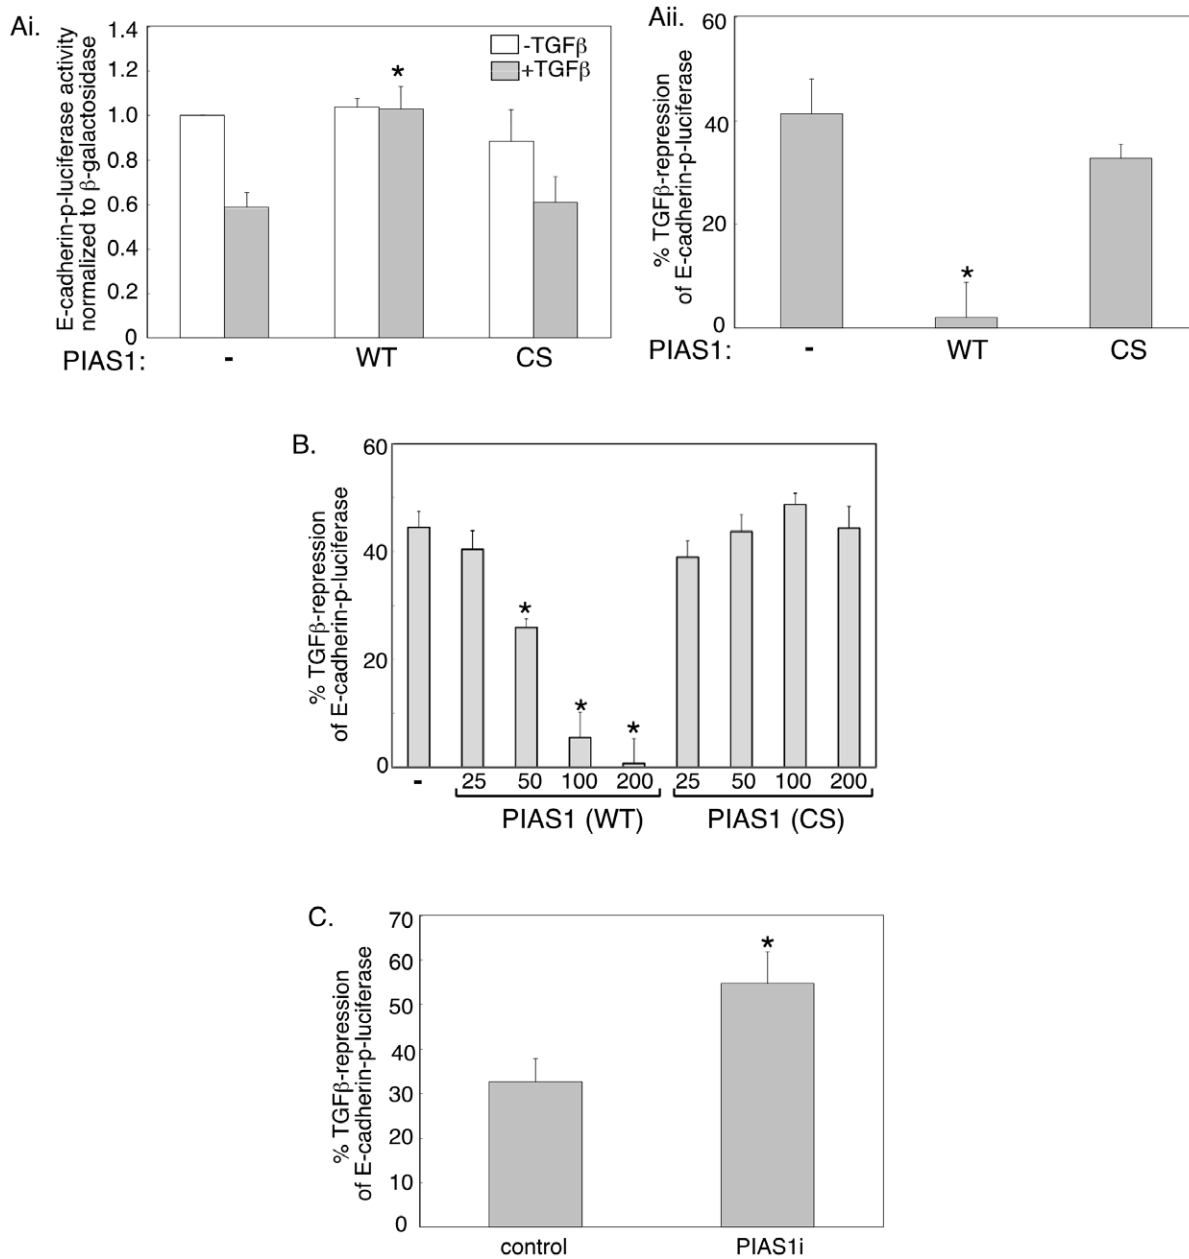 Ai.
E-cadherin-p-luciferase activity
normalized to β-galactosidase
1.4
1.2
1.0
0.8
0.6
0.4
0.2
0
-TGFβ
+TGFβ
*
PIAS1: - WT CS
Aii.
% TGFβ-repression
of E-cadherin-p-luciferase
60
40
20
0
*
PIAS1: - WT CS
B.
% TGFβ-repression
of E-cadherin-p-luciferase
60
40
20
0
*
*
*
- 25 50 100 200 25 50 100 200
PIAS1 (WT) PIAS1 (CS)
C.
% TGFβ-repression
of E-cadherin-p-luciferase
70
60
50
40
30
20
10
0
*
control PIAS1i